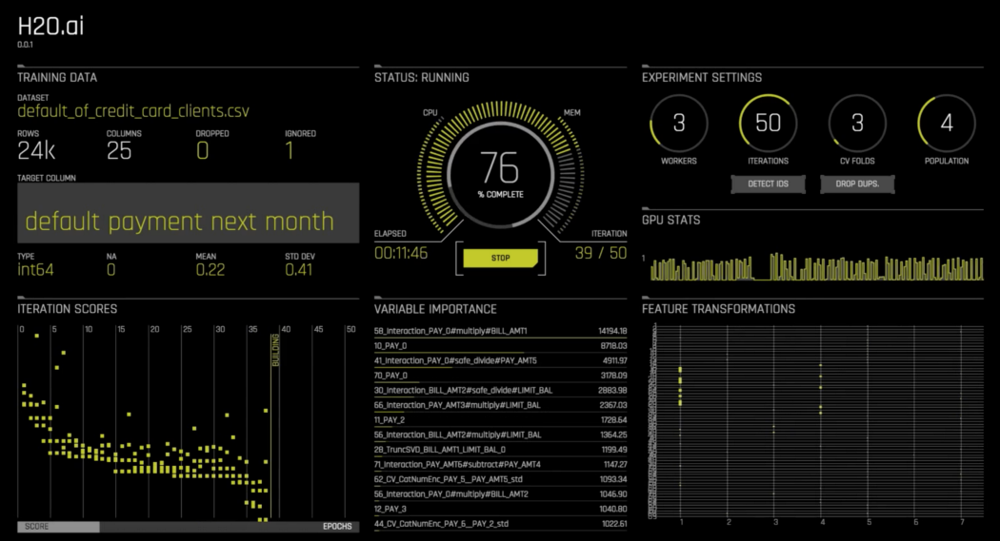 H2O.ai
0.0.1
TRAINING DATA
DATASET
default_of_credit_card_clients.csv
ROWS COLUMNS DROPPED IGNORED
24k 25 0 1
TARGET COLUMN
default payment next month
TYPE NA MEAN STD DEV
int64 0 0.22 0.41
STATUS: RUNNING
CPU MEM
76
% COMPLETE
ELAPSED ITERATION
00:11:46 39 / 50
STOP
EXPERIMENT SETTINGS
3 50 3 4
WORKERS ITERATIONS CV FOLDS POPULATION
DETECT IDS DROP DUPS.
GPU STATS
1
ITERATION SCORES
0 5 10 15 20 25 30 35 40 45 50
BUILDING
SCORE EPOCHS
VARIABLE IMPORTANCE
58_Interaction_PAY_0#multiply#BILL_AMT1 14194.18
10_PAY_0 8718.03
41_Interaction_PAY_0#safe_divide#PAY_AMT5 4911.97
70_PAY_0 3178.09
30_Interaction_BILL_AMT2#safe_divide#LIMIT_BAL 2883.98
66_Interaction_PAY_AMT3#multiply#LIMIT_BAL 2367.03
11_PAY_2 1728.64
56_Interaction_BILL_AMT2#multiply#LIMIT_BAL 1364.25
28_TruncSVD_BILL_AMT1_LIMIT_BAL_0 1199.49
71_Interaction_PAY_AMT6#subtract#PAY_AMT4 1147.27
62_CV_CatNumEnc_PAY_5__PAY_AMT5_std 1093.34
56_Interaction_PAY_0#multiply#BILL_AMT2 1046.90
12_PAY_3 1040.80
44_CV_CatNumEnc_PAY_6__PAY_2_std 1022.61
FEATURE TRANSFORMATIONS
1 2 3 4 5 6 7